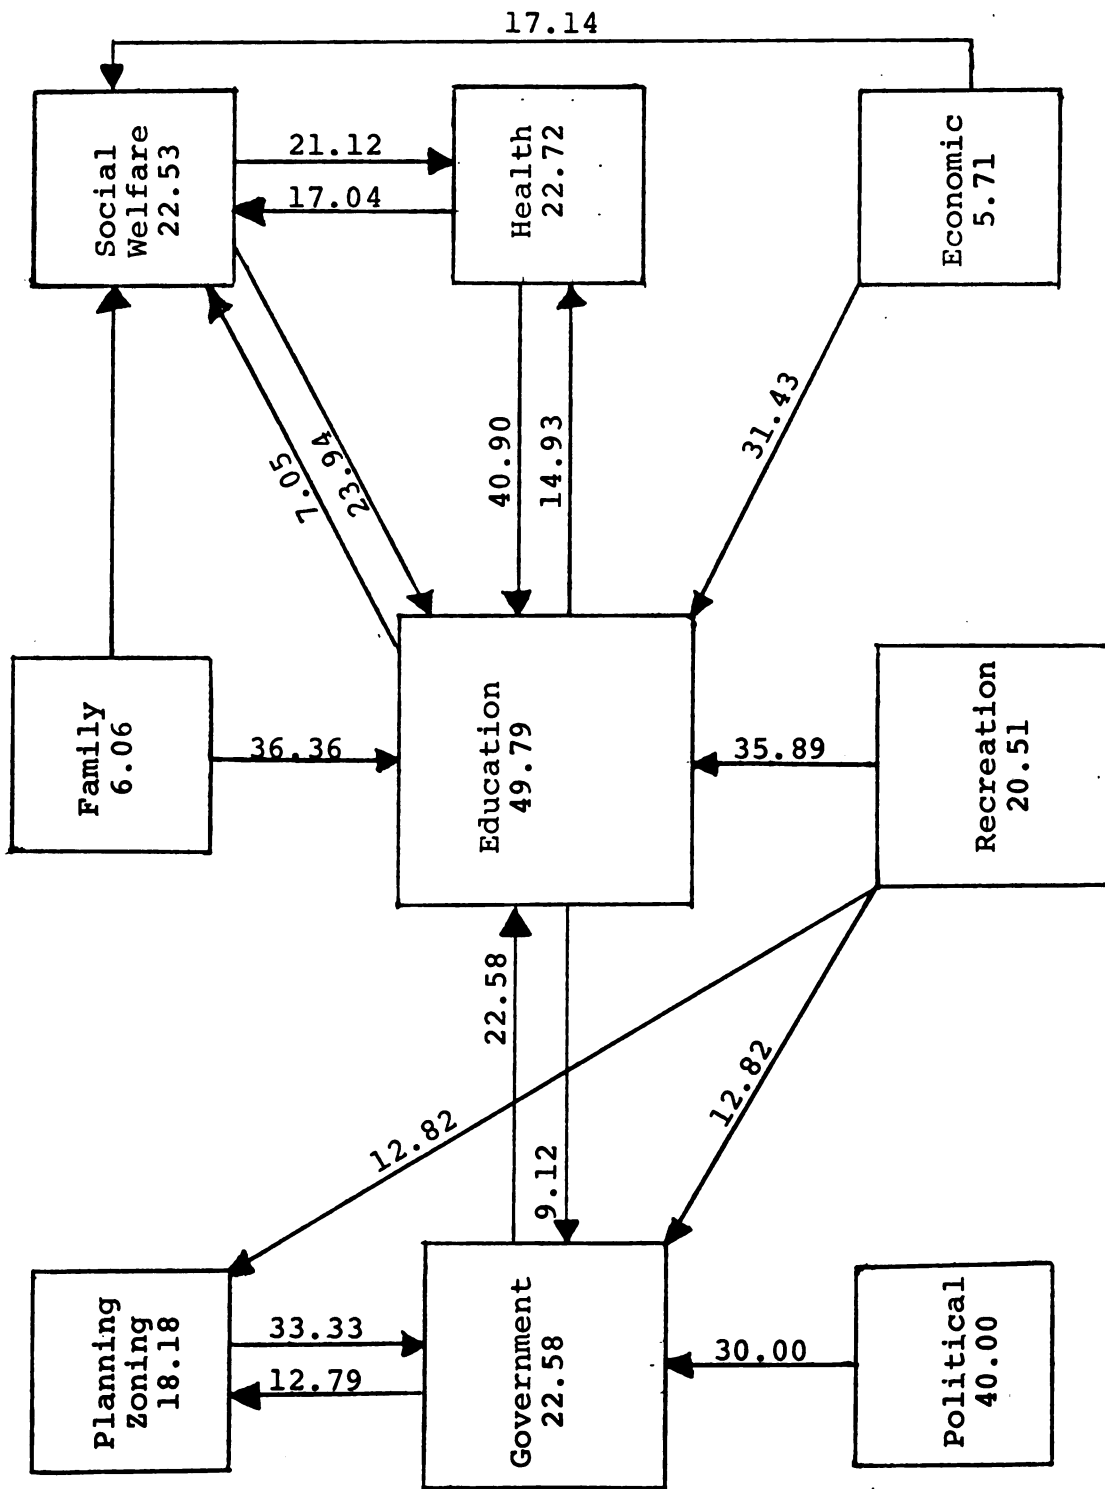 17.14
Social
Welfare
22.53
21.12
17.04
Health
22.72
Economic
5.71
7.05
23.94
40.90
14.93
31.43
Family
6.06
36.36
Education
49.79
35.89
Recreation
20.51
22.58
9.12
12.82
12.82
Planning
Zoning
18.18
33.33
12.79
Government
22.58
30.00
Political
40.00